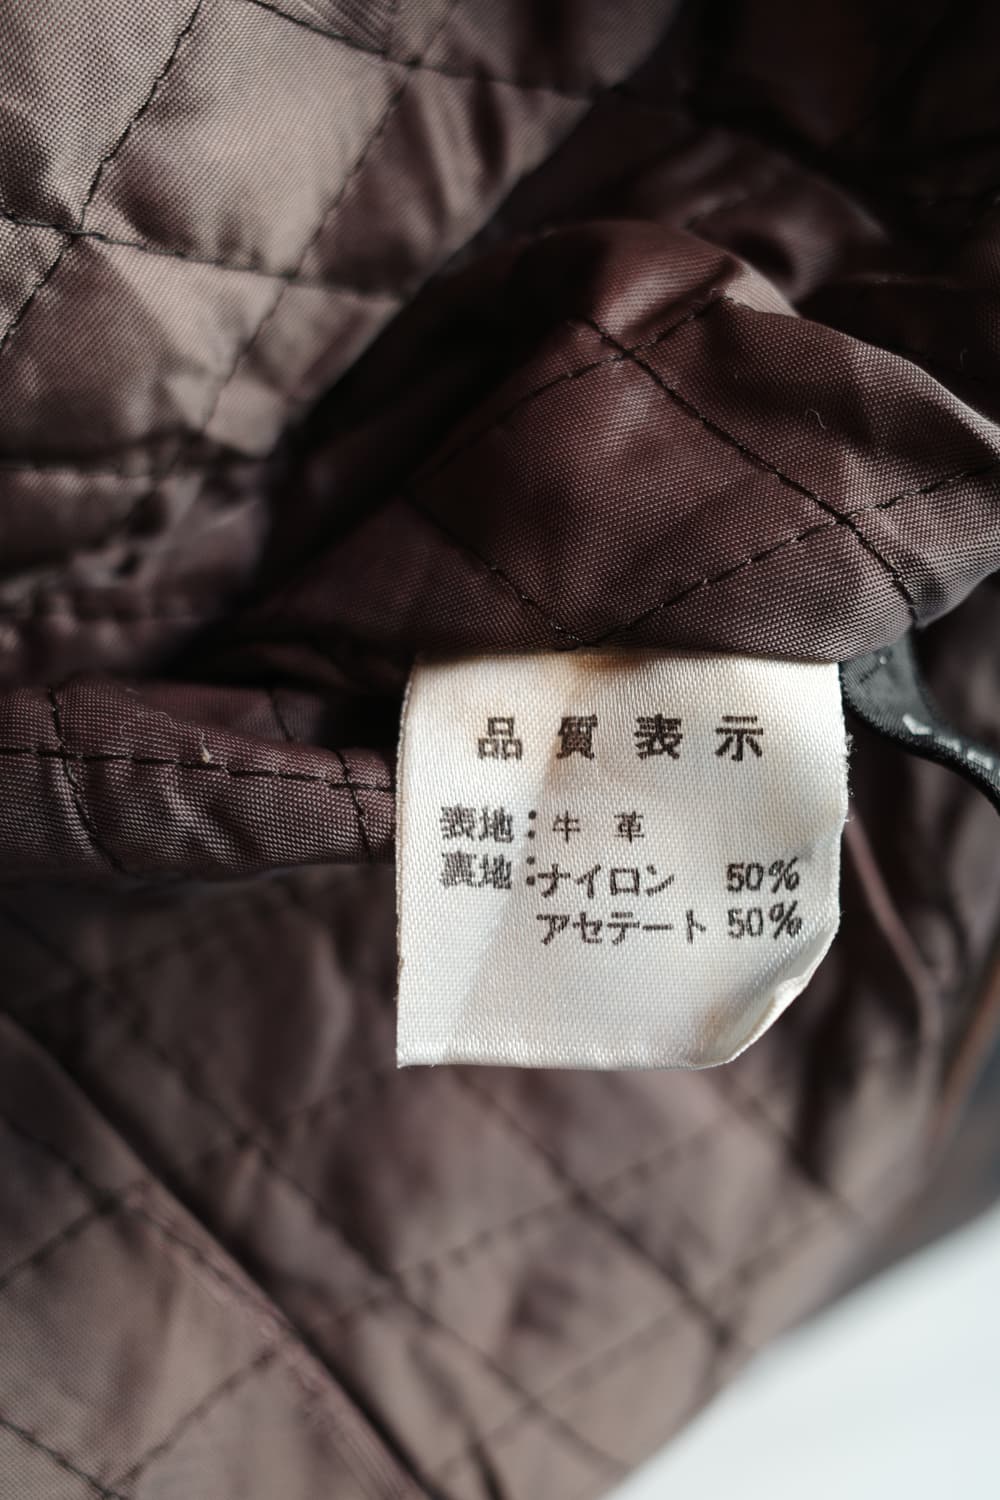 品質表示
表地：牛革
裏地：ナイロン 50%
アセテート 50%